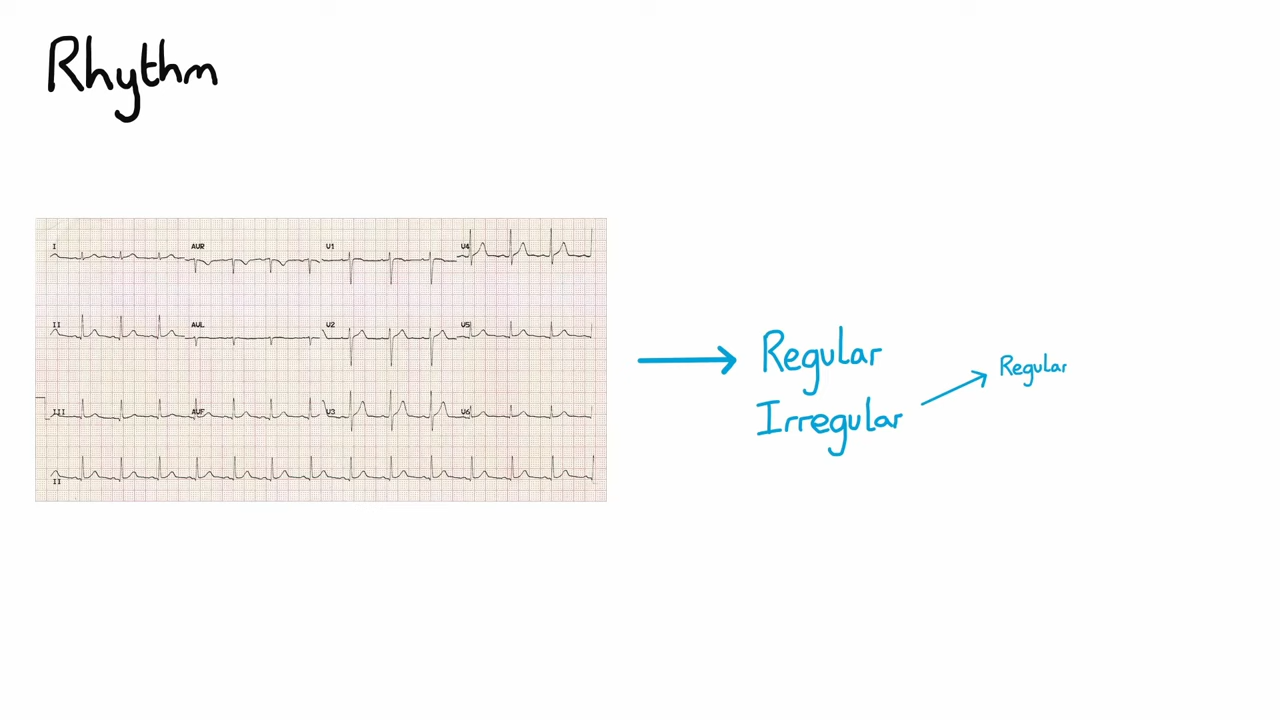 Rhythm
I AVR V1 V4
II AVL V2 V5
III AVF V3 V6
II
Regular
Irregular
Regular